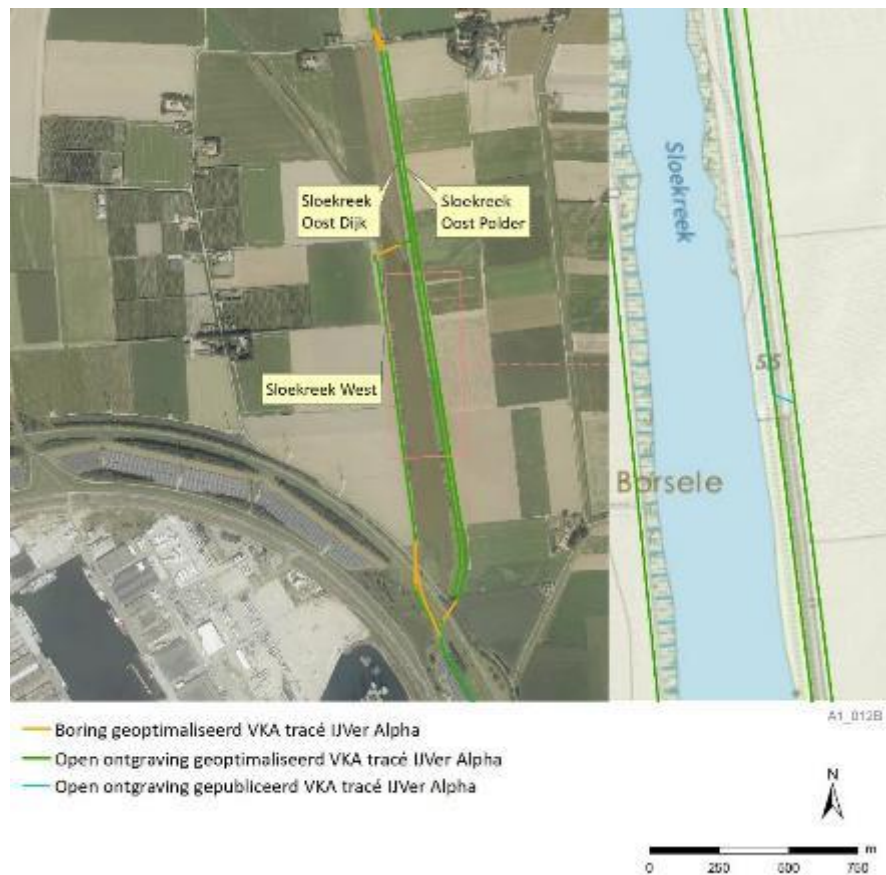 Sloekreek
Oost Dijk
Sloekreek
Oost Polder
Sloekreek West
Sloekreek
55
Borsele
A1_012B
Boring geoptimaliseerd VKA tracé IJVer Alpha
Open ontgraving geoptimaliseerd VKA tracé IJVer Alpha
Open ontgraving gepubliceerd VKA tracé IJVer Alpha
N
m
0 250 500 750